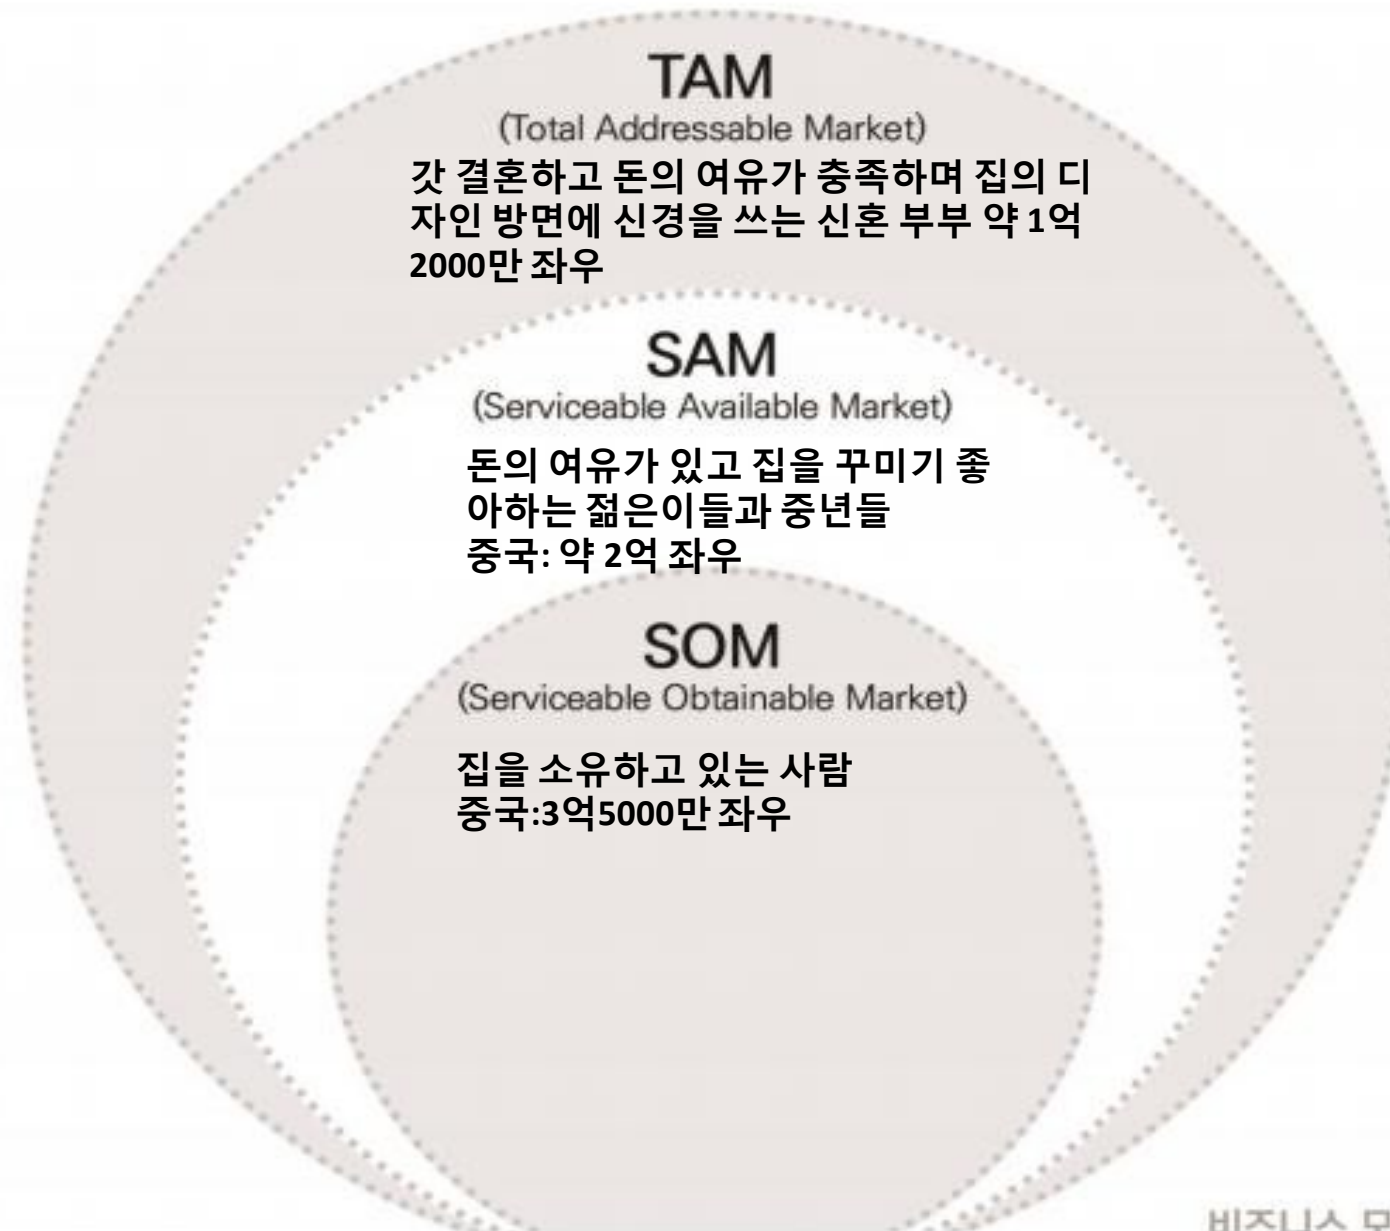 TAM
(Total Addressable Market)
갓 결혼하고 돈의 여유가 충족하며 집의 디
자인 방면에 신경을 쓰는 신혼 부부 약 1억
2000만 좌우
SAM
(Serviceable Available Market)
돈의 여유가 있고 집을 꾸미기 좋
아하는 젊은이들과 중년들
중국: 약 2억 좌우
SOM
(Serviceable Obtainable Market)
집을 소유하고 있는 사람
중국:3억5000만 좌우